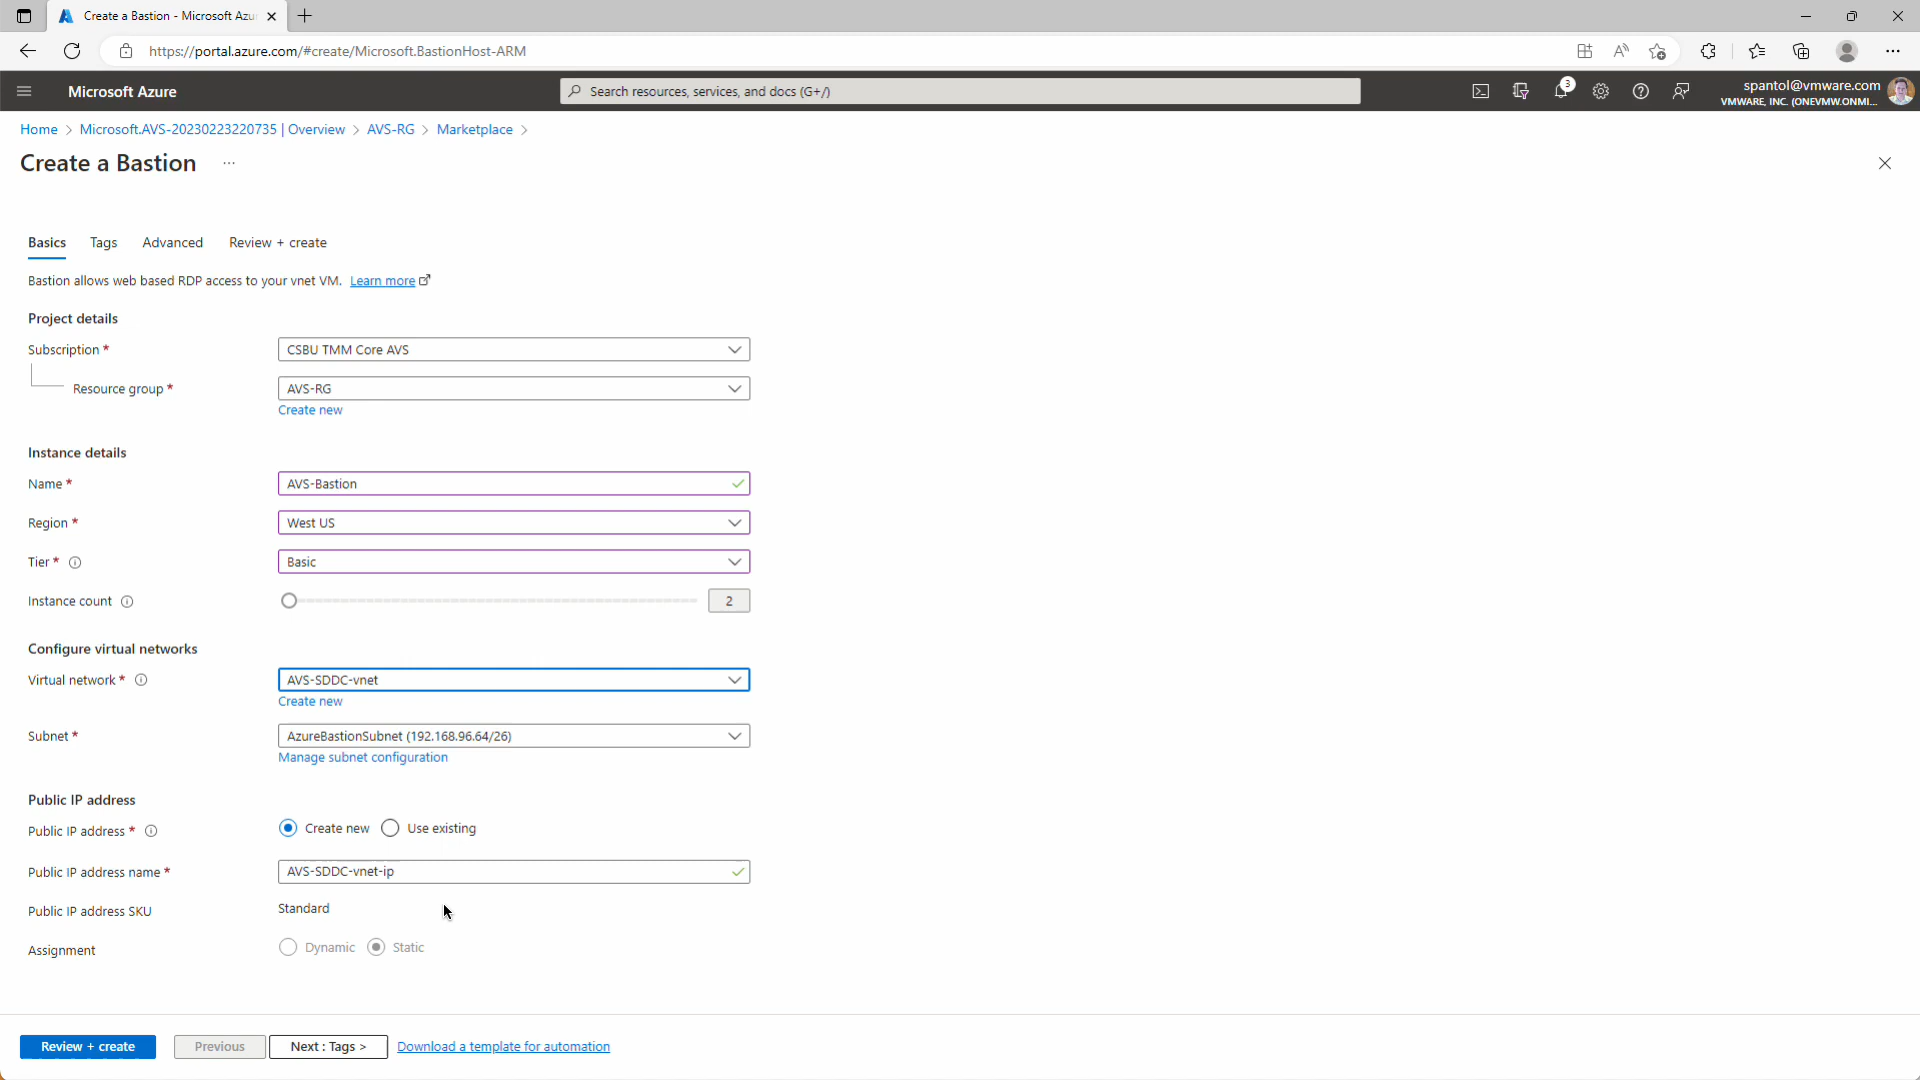 Create a Bastion - Microsoft Azu
https://portal.azure.com/#create/Microsoft.BastionHost-ARM
Microsoft Azure
Search resources, services, and docs (G+/)
3
spantol@vmware.com
VMWARE, INC. (ONEVMW.ONMI...
Home > Microsoft.AVS-20230223220735 | Overview > AVS-RG > Marketplace >
Create a Bastion ...
Basics Tags Advanced Review + create
Bastion allows web based RDP access to your vnet VM. Learn more
Project details
Subscription * CSBU TMM Core AVS
Resource group * AVS-RG
Create new
Instance details
Name * AVS-Bastion
Region * West US
Tier * Basic
Instance count 2
Configure virtual networks
Virtual network * AVS-SDDC-vnet
Create new
Subnet * AzureBastionSubnet (192.168.96.64/26)
Manage subnet configuration
Public IP address
Public IP address * Create new Use existing
Public IP address name * AVS-SDDC-vnet-ip
Public IP address SKU Standard
Assignment Dynamic Static
Review + create Previous Next : Tags > Download a template for automation